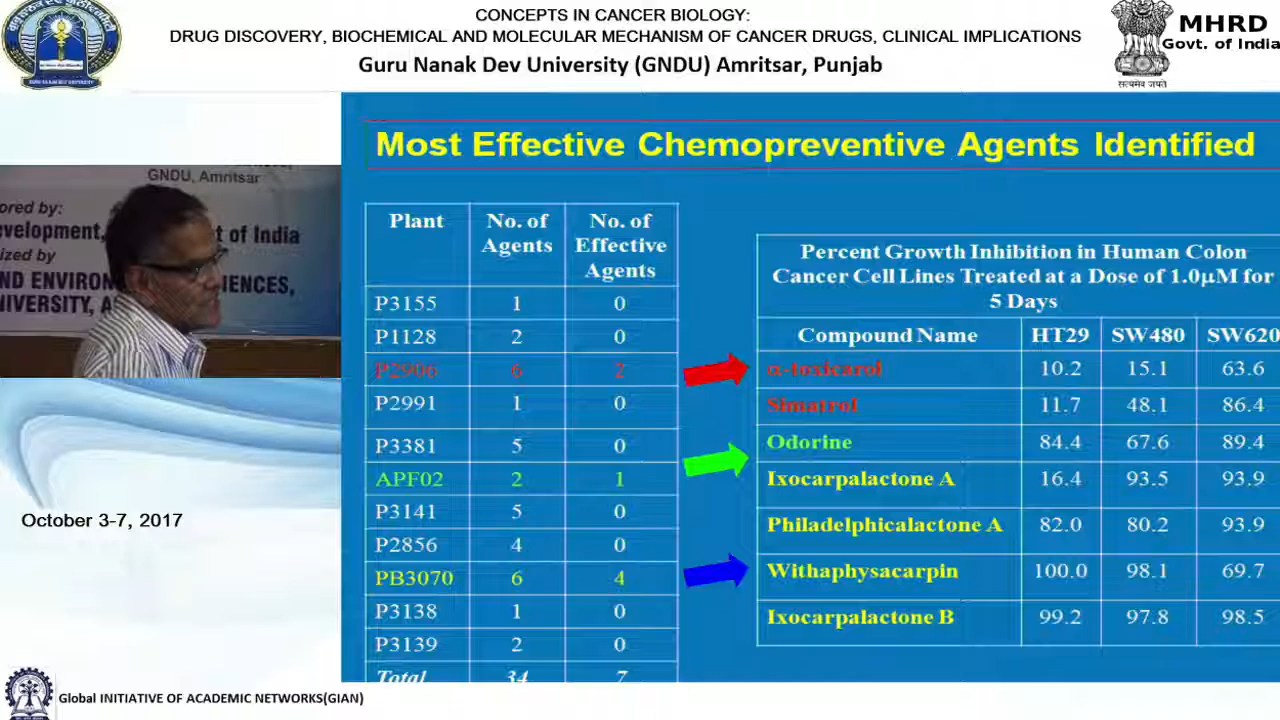 CONCEPTS IN CANCER BIOLOGY:
DRUG DISCOVERY, BIOCHEMICAL AND MOLECULAR MECHANISM OF CANCER DRUGS, CLINICAL IMPLICATIONS
Guru Nanak Dev University (GNDU) Amritsar, Punjab
MHRD
Govt. of India
सत्यमेव जयते
GNDU, Amritsar
ored by:
evelopment,
t of India
ized by
ND ENVIRON
IENCES,
NIVERSITY, A
October 3-7, 2017
Most Effective Chemopreventive Agents Identified
Plant No. of Agents No. of Effective Agents
P3155 1 0
P1128 2 0
P2906 6 2
P2991 1 0
P3381 5 0
APF02 2 1
P3141 5 0
P2856 4 0
PB3070 6 4
P3138 1 0
P3139 2 0
Total 34 7
Percent Growth Inhibition in Human Colon
Cancer Cell Lines Treated at a Dose of 1.0μM for
5 Days
Compound Name HT29 SW480 SW620
α-toxicarol 10.2 15.1 63.6
Simatrol 11.7 48.1 86.4
Odorine 84.4 67.6 89.4
Ixocarpalactone A 16.4 93.5 93.9
Philadelphicalactone A 82.0 80.2 93.9
Withaphysacarpin 100.0 98.1 69.7
Ixocarpalactone B 99.2 97.8 98.5
Global INITIATIVE OF ACADEMIC NETWORKS(GIAN)